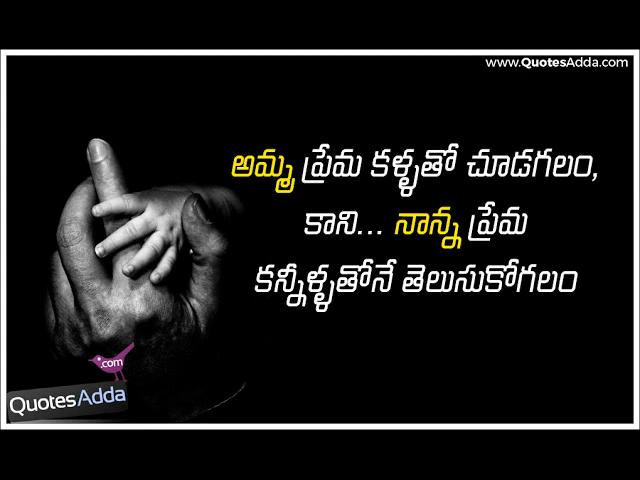 www.QuotesAdda.com
అమ్మ ప్రేమ కళ్ళతో చూడగలం,
కాని... నాన్న ప్రేమ
కన్నీళ్ళతోనే తెలుసుకోగలం
.com
QuotesAdda